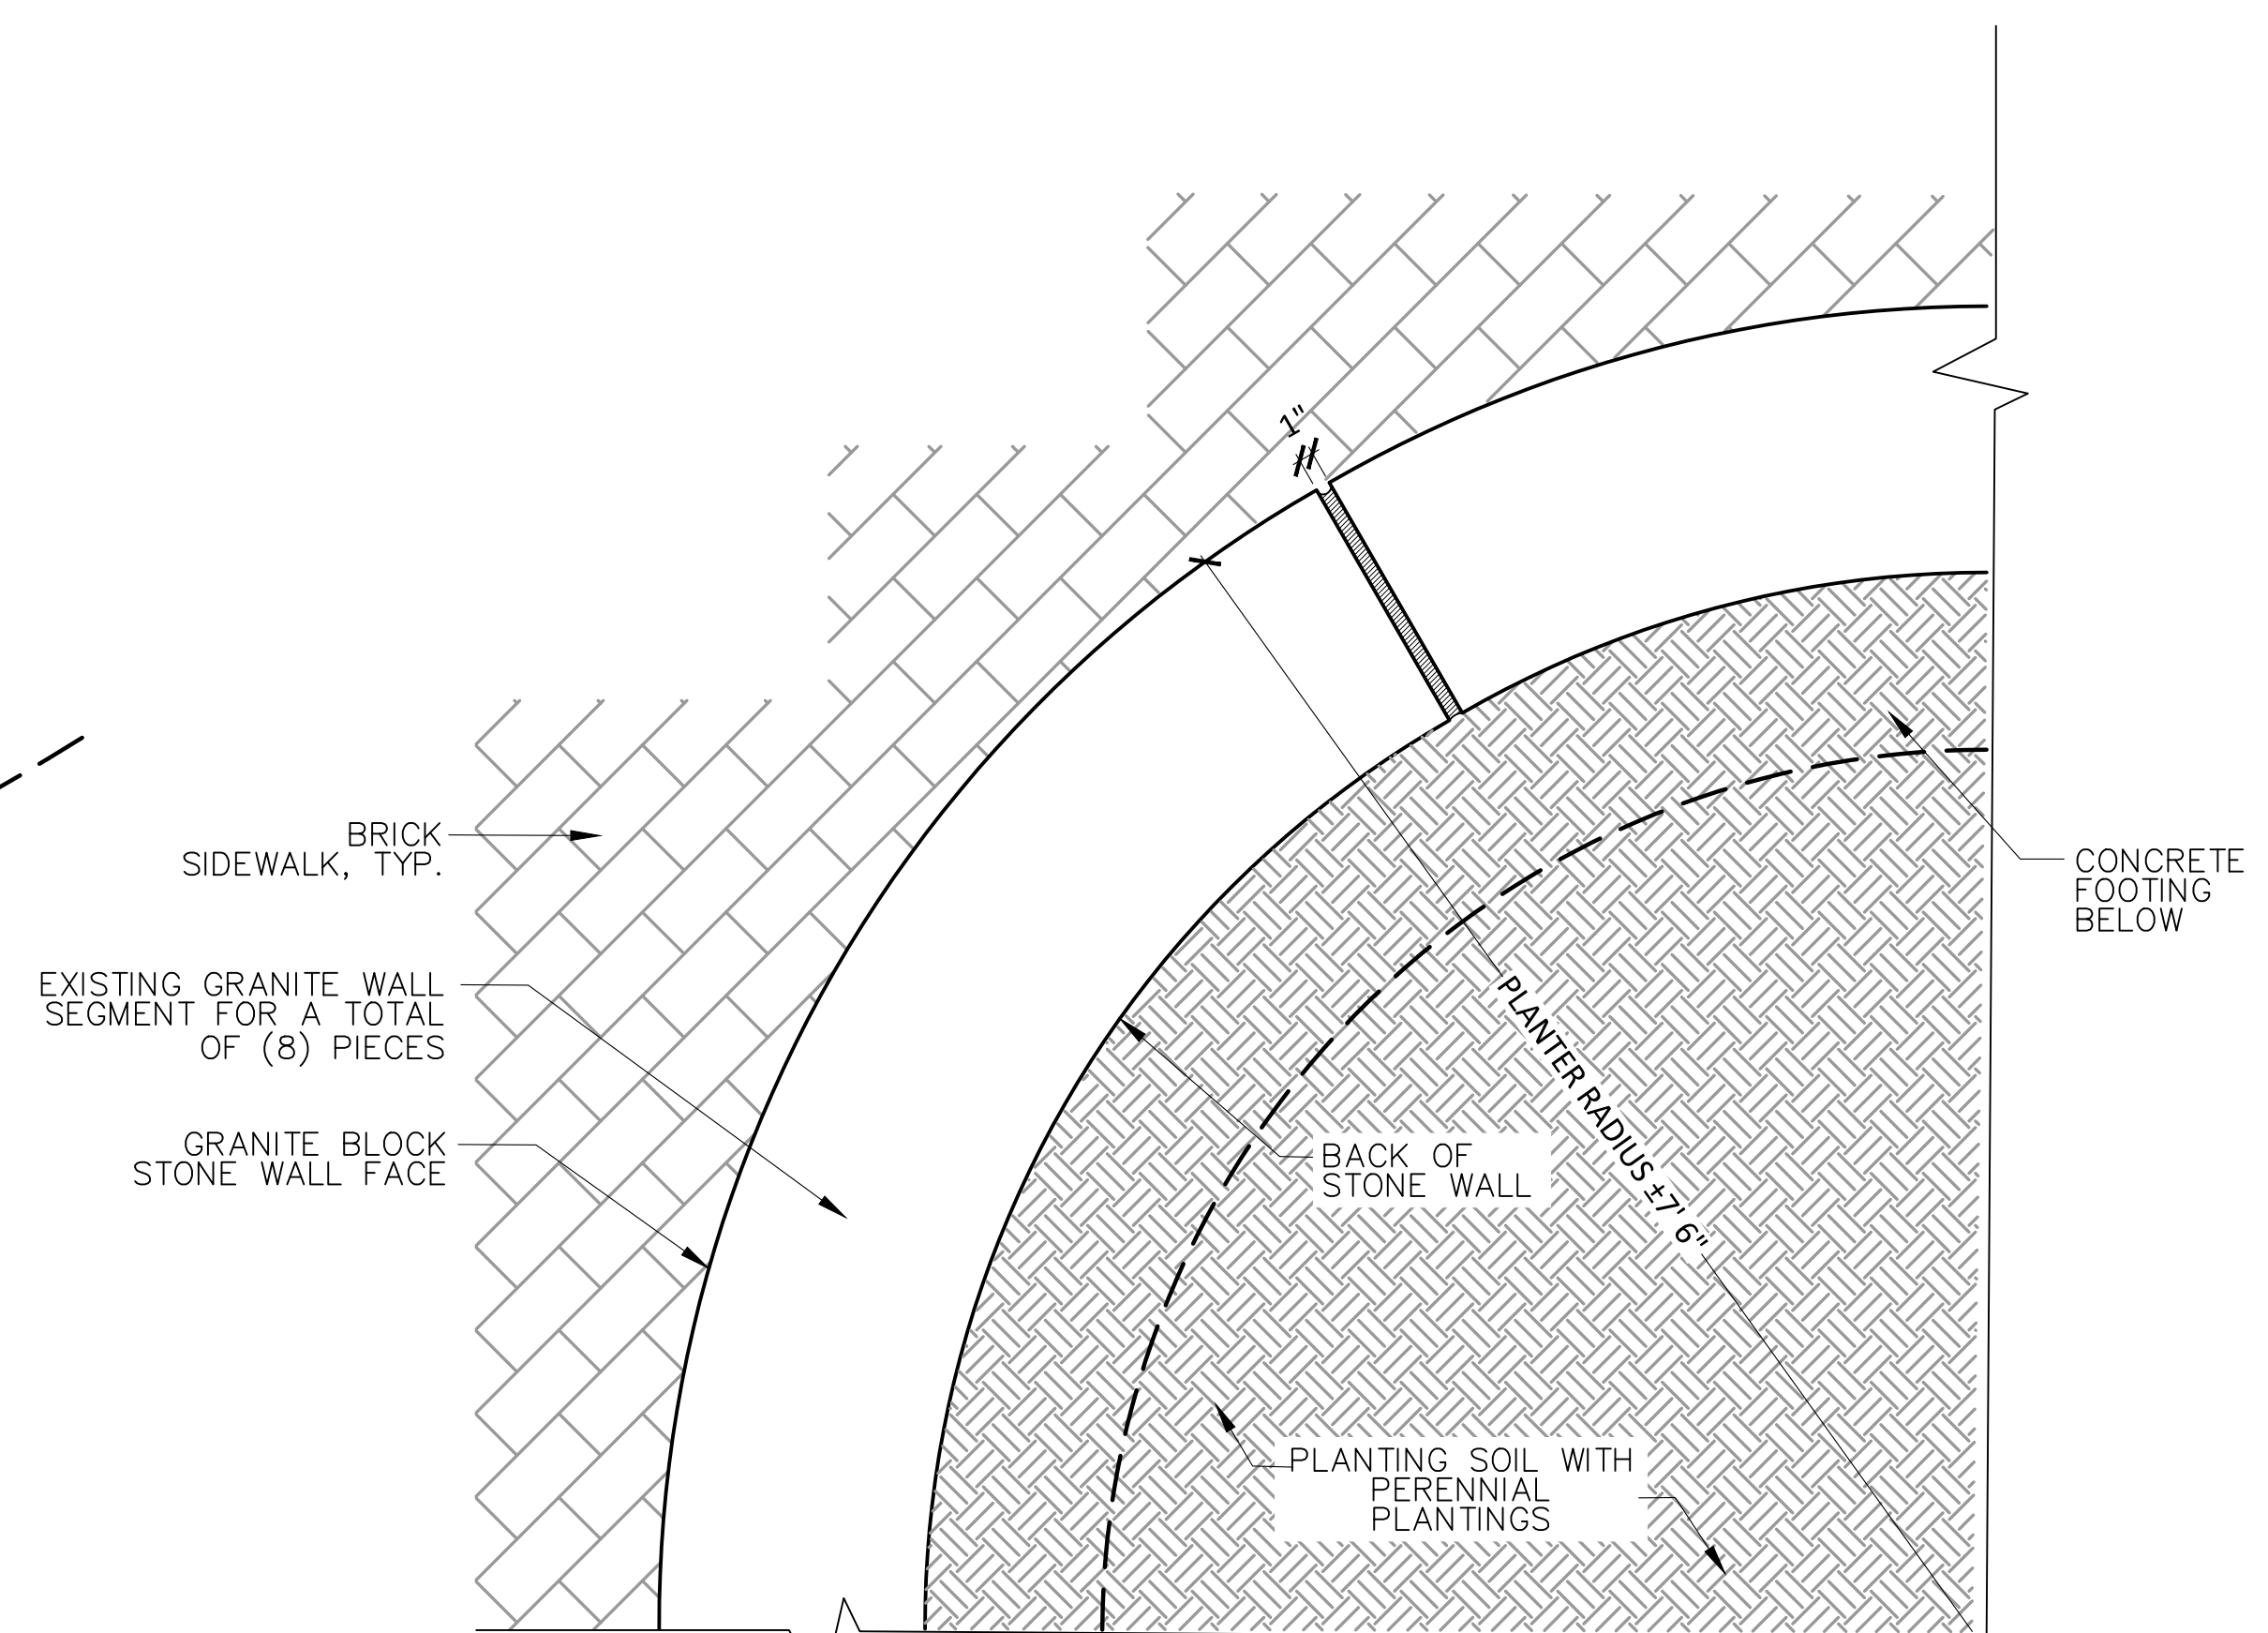 1"
BRICK
SIDEWALK, TYP.
CONCRETE
FOOTING
BELOW
EXISTING GRANITE WALL
SEGMENT FOR A TOTAL
OF (8) PIECES
PLANTER RADIUS ±7' 6"
GRANITE BLOCK
STONE WALL FACE
BACK OF
STONE WALL
PLANTING SOIL WITH
PERENNIAL
PLANTINGS